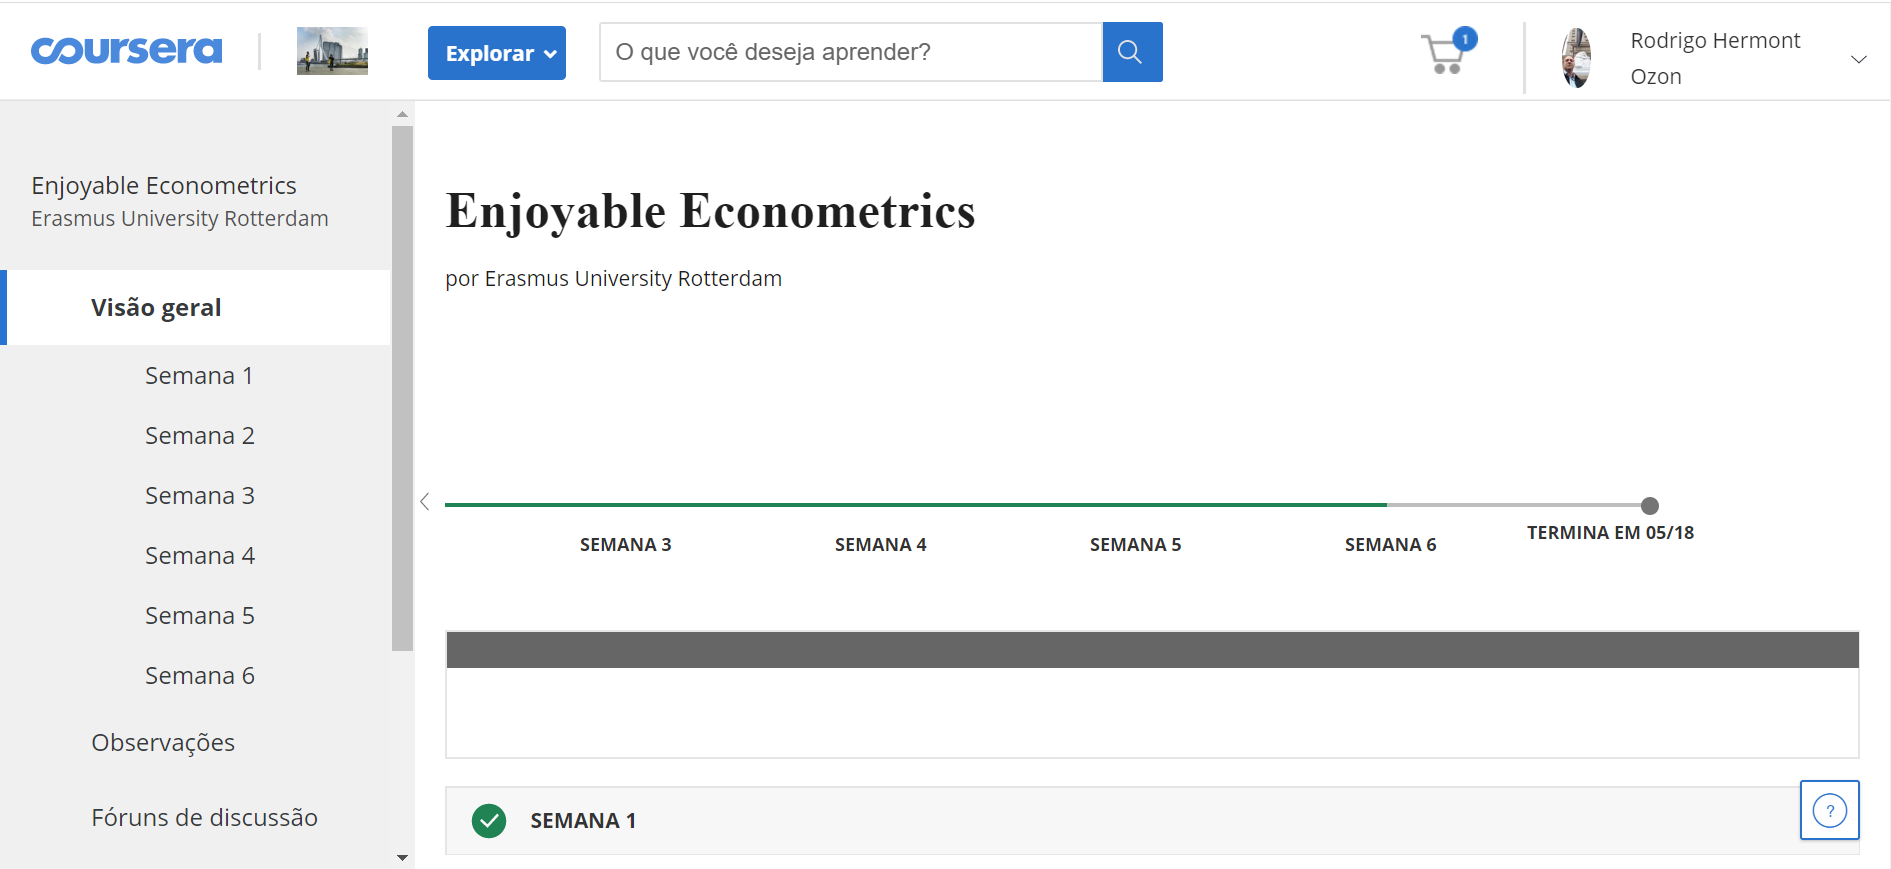 coursera
Explorar
O que você deseja aprender?
1
Rodrigo Hermont
Ozon
Enjoyable Econometrics
Erasmus University Rotterdam
Visão geral
Semana 1
Semana 2
Semana 3
Semana 4
Semana 5
Semana 6
Observações
Fóruns de discussão
Enjoyable Econometrics
por Erasmus University Rotterdam
SEMANA 3
SEMANA 4
SEMANA 5
SEMANA 6
TERMINA EM 05/18
SEMANA 1
?